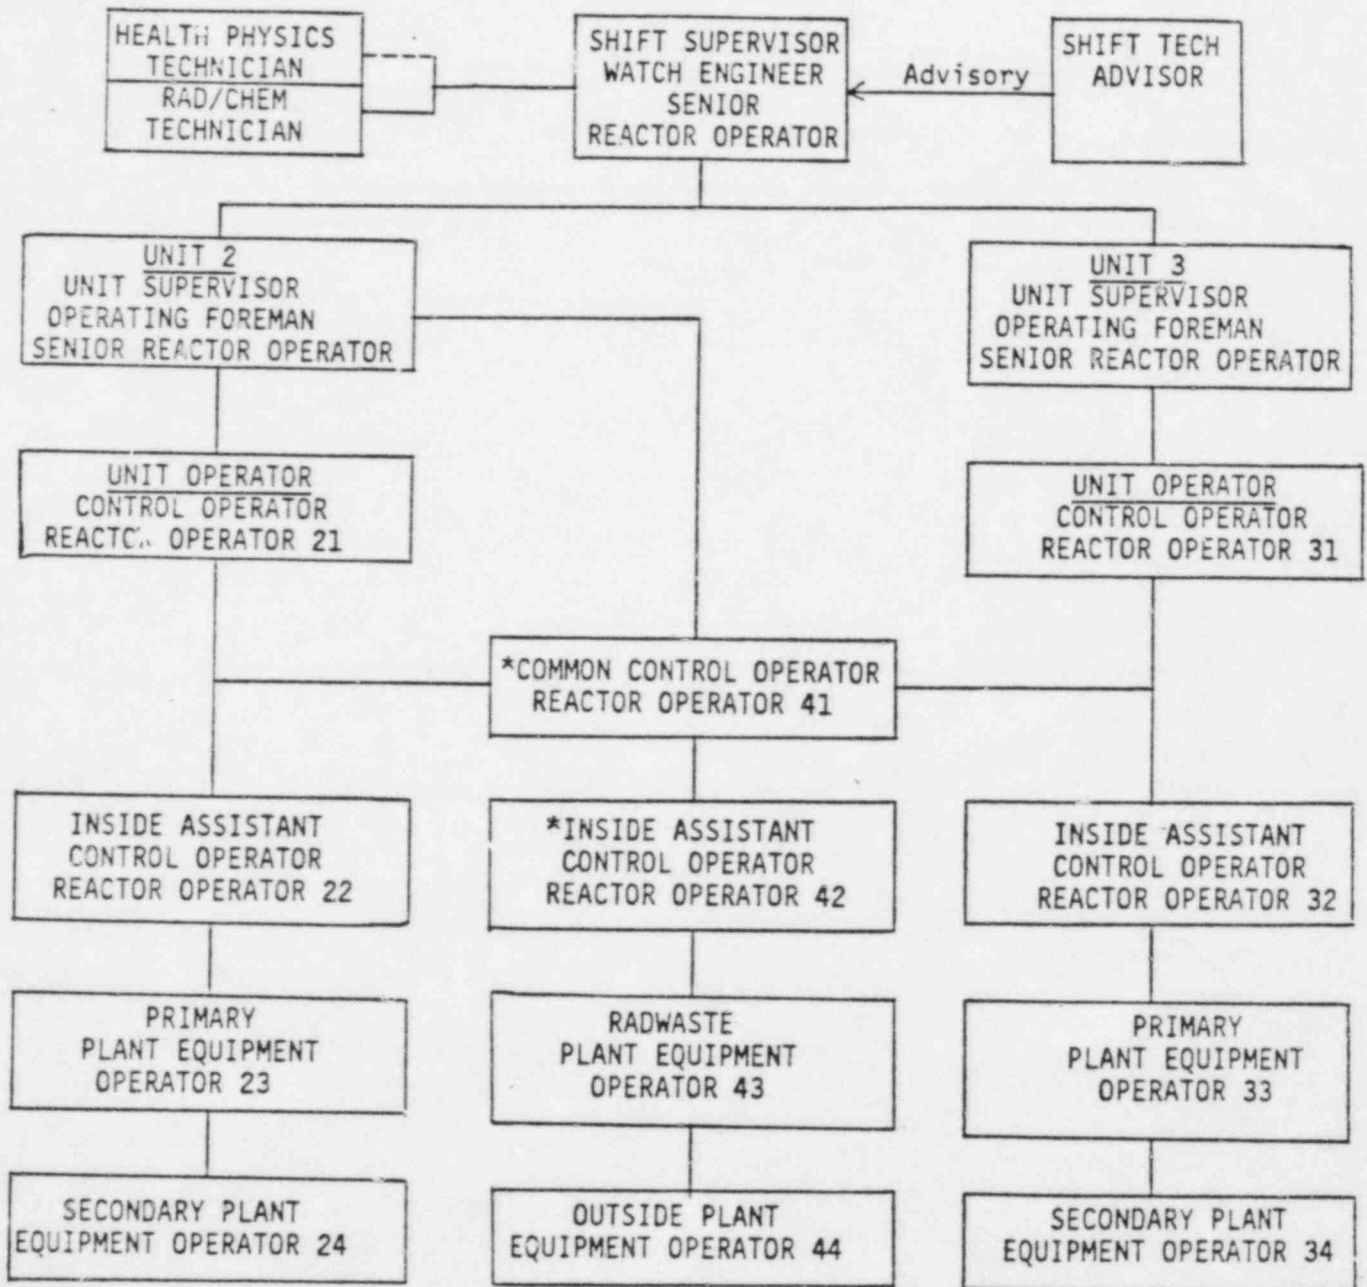 HEALTH PHYSICS
TECHNICIAN
RAD/CHEM
TECHNICIAN
SHIFT SUPERVISOR
WATCH ENGINEER
SENIOR
REACTOR OPERATOR
Advisory
SHIFT TECH
ADVISOR
UNIT 2
UNIT SUPERVISOR
OPERATING FOREMAN
SENIOR REACTOR OPERATOR
UNIT 3
UNIT SUPERVISOR
OPERATING FOREMAN
SENIOR REACTOR OPERATOR
UNIT OPERATOR
CONTROL OPERATOR
REACTOR OPERATOR 21
UNIT OPERATOR
CONTROL OPERATOR
REACTOR OPERATOR 31
*COMMON CONTROL OPERATOR
REACTOR OPERATOR 41
INSIDE ASSISTANT
CONTROL OPERATOR
REACTOR OPERATOR 22
*INSIDE ASSISTANT
CONTROL OPERATOR
REACTOR OPERATOR 42
INSIDE ASSISTANT
CONTROL OPERATOR
REACTOR OPERATOR 32
PRIMARY
PLANT EQUIPMENT
OPERATOR 23
RADWASTE
PLANT EQUIPMENT
OPERATOR 43
PRIMARY
PLANT EQUIPMENT
OPERATOR 33
SECONDARY PLANT
EQUIPMENT OPERATOR 24
OUTSIDE PLANT
EQUIPMENT OPERATOR 44
SECONDARY PLANT
EQUIPMENT OPERATOR 34